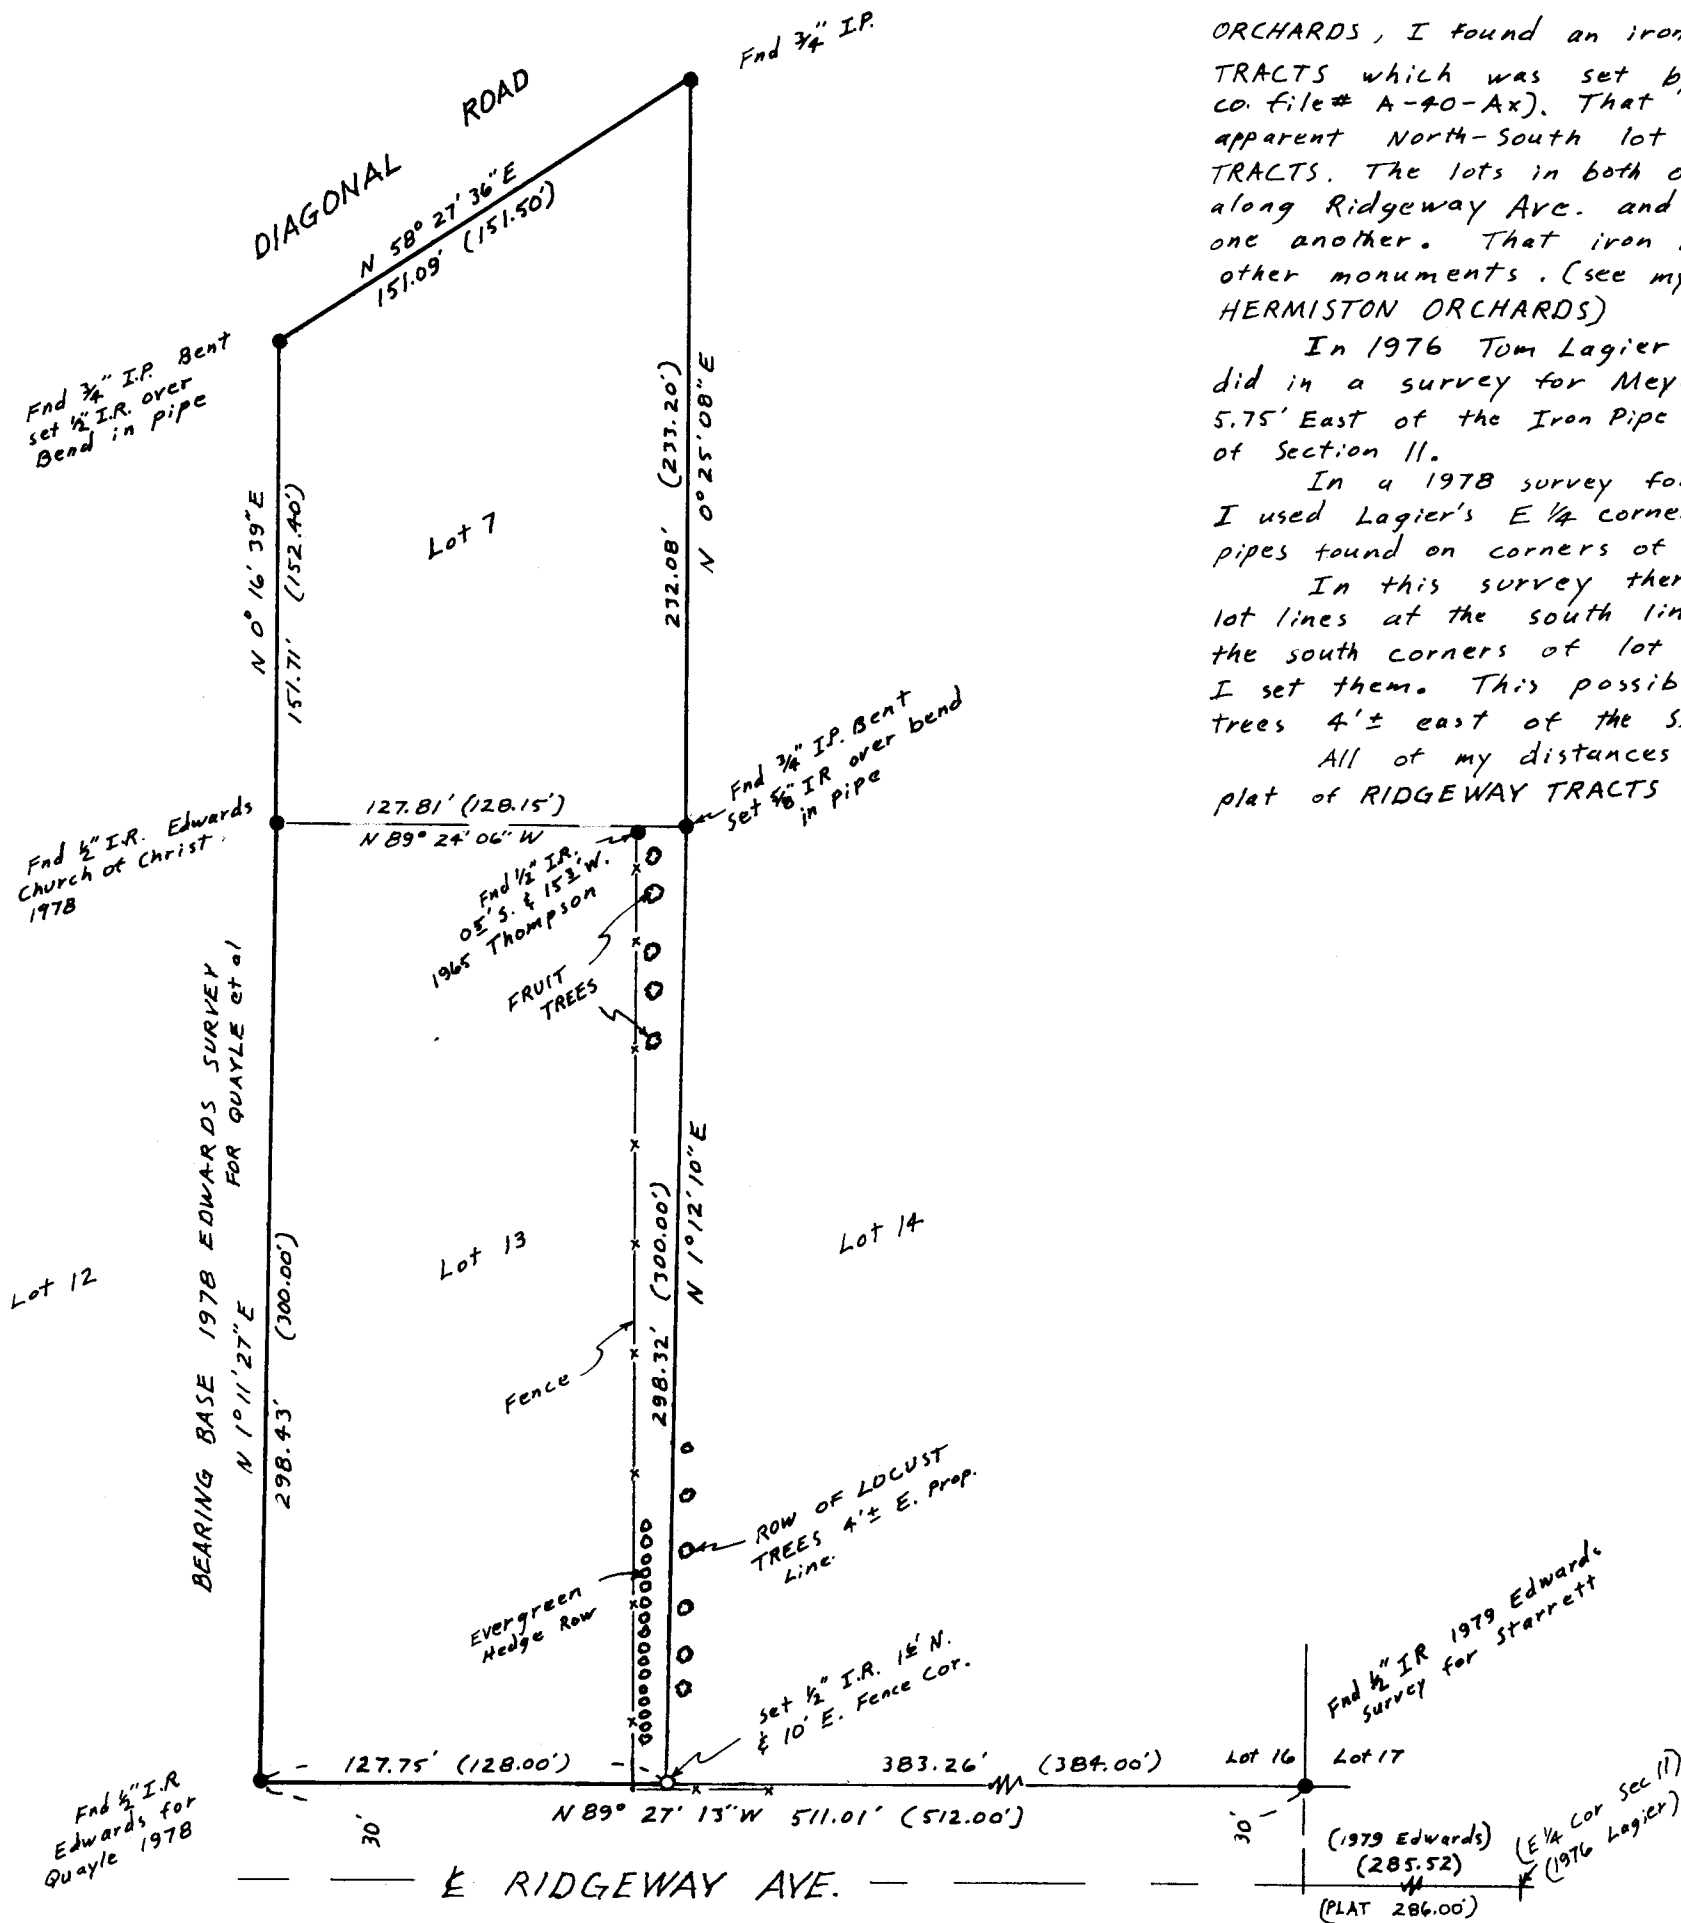 Fnd 3/4" I.P.
DIAGONAL ROAD
N 58° 27' 36" E
151.09' (151.50')
Fnd 3/4" I.P. Bent
set 1/2" I.R. over
Bend in pipe
N 0° 16' 39" E
151.71' (152.40')
Lot 7
232.08' (233.20')
N 0° 25' 08" E
ORCHARDS, I found an iron
TRACTS which was set b
co. file# A-40-Ax). That
apparent North-South lot
TRACTS. The lots in both o
along Ridgeway Ave. and
one another. That iron
other monuments. (see my
HERMISTON ORCHARDS)
In 1976 Tom Lagier
did in a survey for Mey
5.75' East of the Iron Pipe
of Section 11.
In a 1978 survey fo
I used Lagier's E 1/4 corne
pipes found on corners of
In this survey ther
lot lines at the south lin
the south corners of lot
I set them. This possib
trees 4'± east of the S
All of my distances
plat of RIDGEWAY TRACTS
Fnd 3/4" I.P. Bent
set 5/8" I.R over bend
in pipe
127.81' (128.15')
N 89° 24' 06" W
Fnd 1/2" I.R. Edwards
Church of Christ
1978
Fnd 1/2" I.R.
1965 Thompson
FRUIT
TREES
BEARING BASE 1978 EDWARDS SURVEY
FOR QUAYLE et al
N 1° 11' 27" E
298.43' (300.00')
Lot 12
Lot 13
Lot 14
Fence
298.32' (300.00')
N 1° 12' 10" E
ROW OF LOCUST
TREES 4'± E. Prop.
Line.
Evergreen
Hedge Row
set 1/2" I.R. N.
& 10' E. Fence Cor.
Fnd 1/2" I.R 1979 Edwards
survey for Starrett
127.75' (128.00')
383.26' (384.00')
Lot 16 Lot 17
Fnd 1/2" I.R
Edwards for
Quayle 1978
N 89° 27' 13" W 511.01' (512.00')
30'
30'
(1979 Edwards)
(285.52)
(PLAT 286.00')
(E 1/4 cor Sec 11)
(1976 Lagier)
℄ RIDGEWAY AVE.